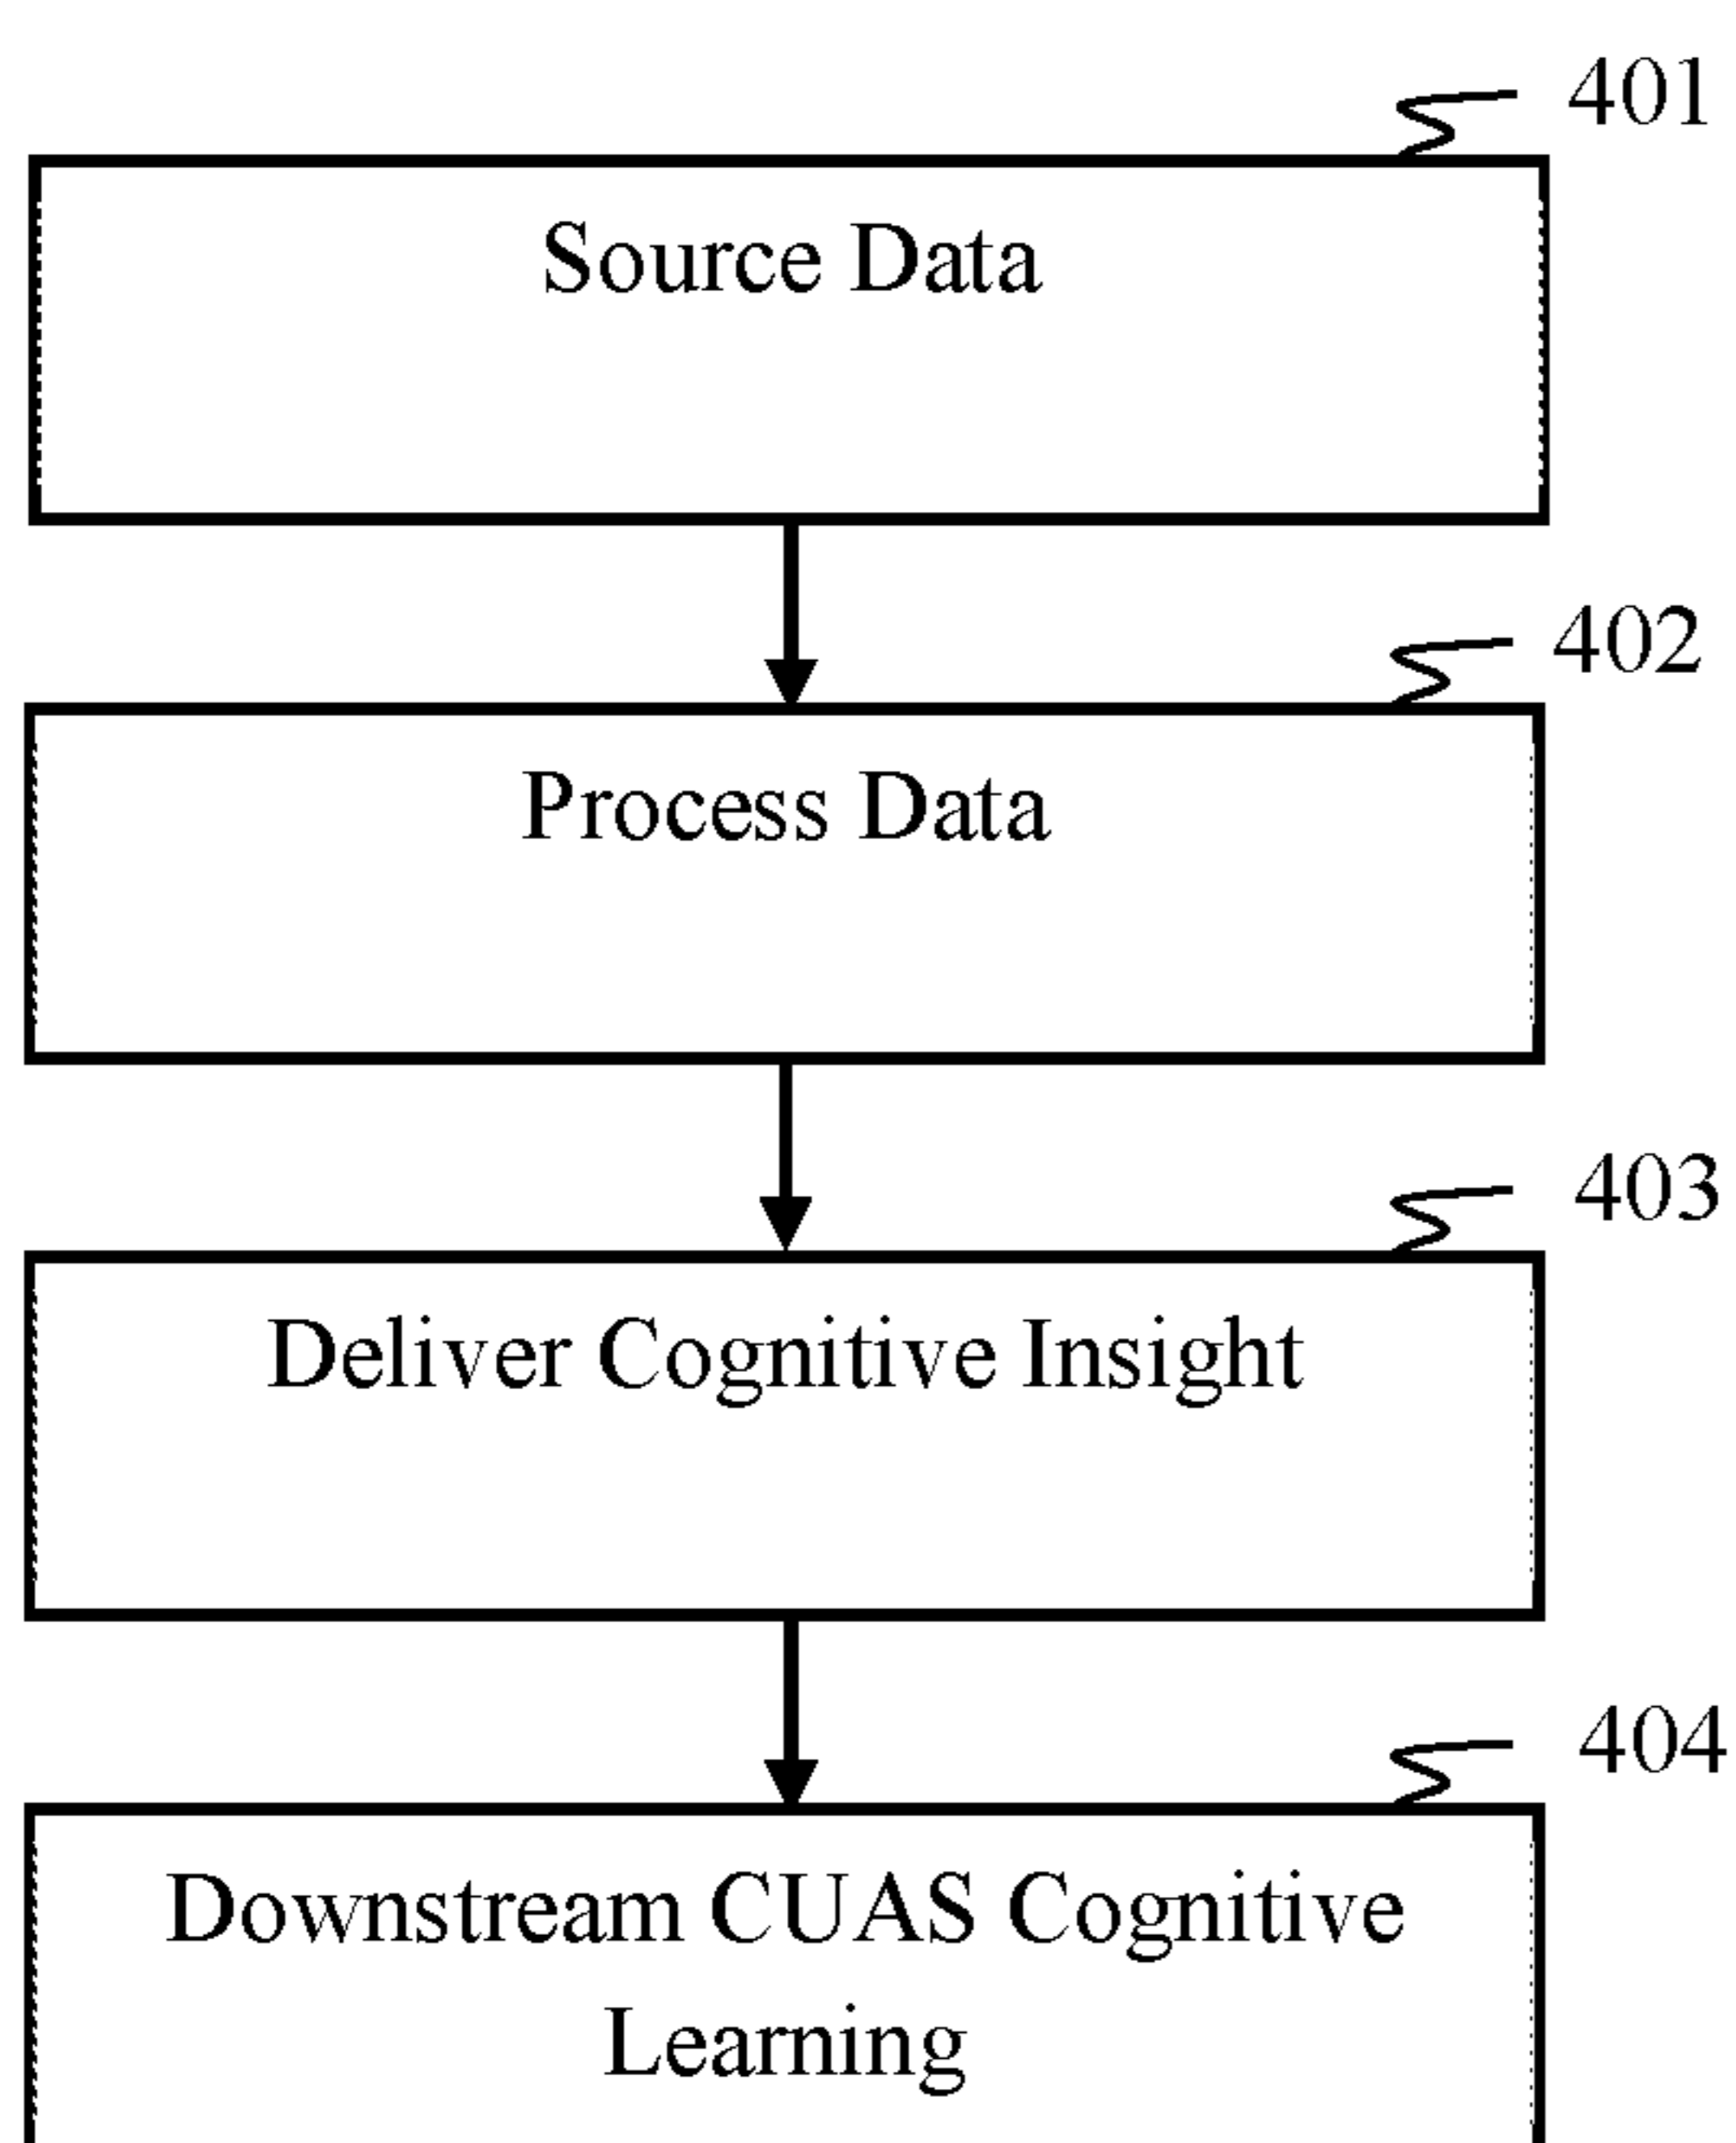 401
Source Data
402
Process Data
403
Deliver Cognitive Insight
404
Downstream CUAS Cognitive
Learning